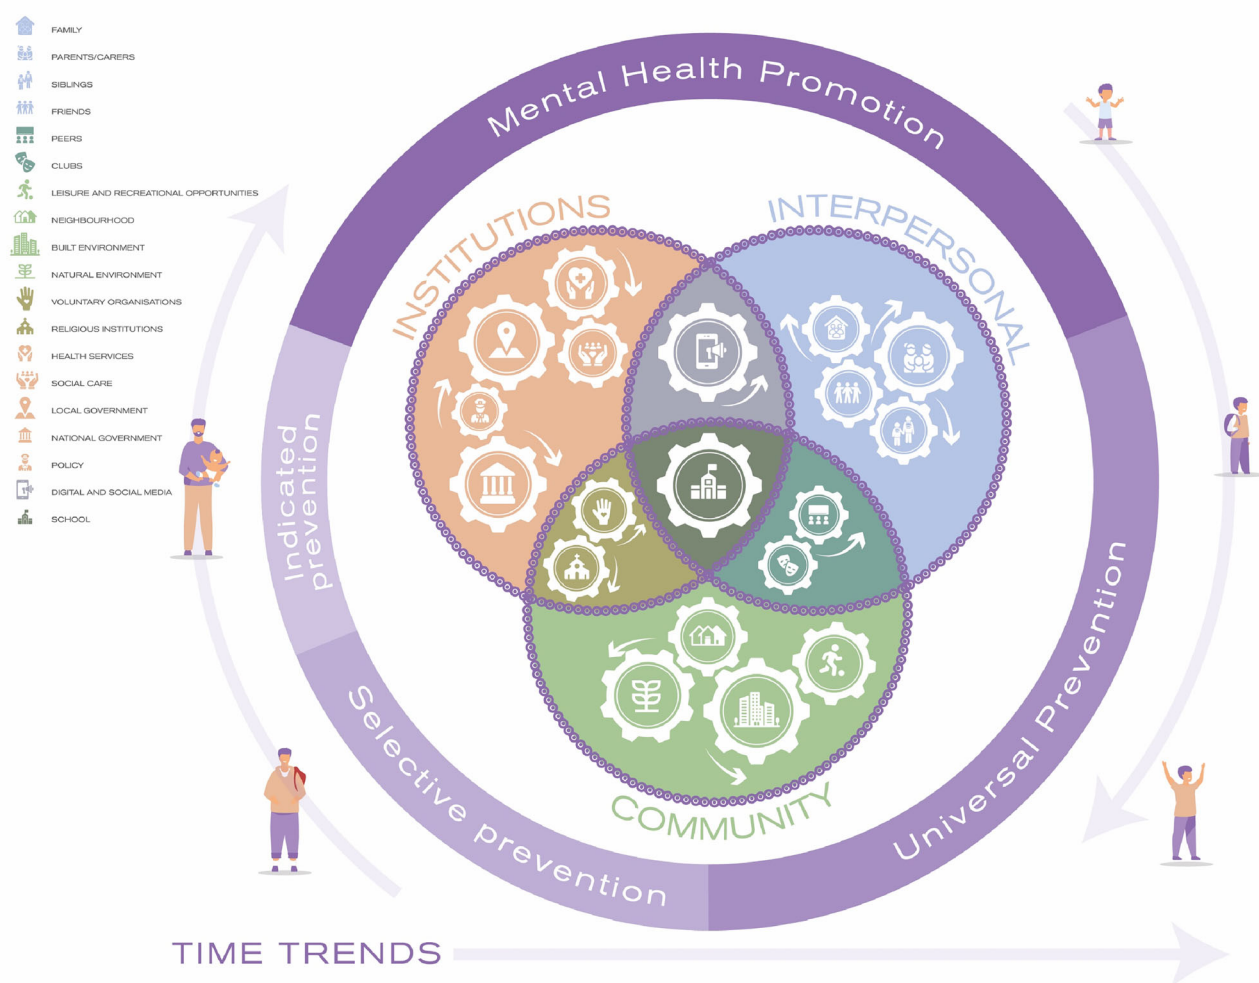 FAMILY
PARENTS/CARERS
SIBLINGS
FRIENDS
PEERS
CLUBS
LEISURE AND RECREATIONAL OPPORTUNITIES
NEIGHBOURHOOD
BUILT ENVIRONMENT
NATURAL ENVIRONMENT
VOLUNTARY ORGANISATIONS
RELIGIOUS INSTITUTIONS
HEALTH SERVICES
SOCIAL CARE
LOCAL GOVERNMENT
NATIONAL GOVERNMENT
POLICY
DIGITAL AND SOCIAL MEDIA
SCHOOL
Mental Health Promotion
INSTITUTIONS
INTERPERSONAL
COMMUNITY
Universal Prevention
Selective prevention
Indicated
prevention
TIME TRENDS